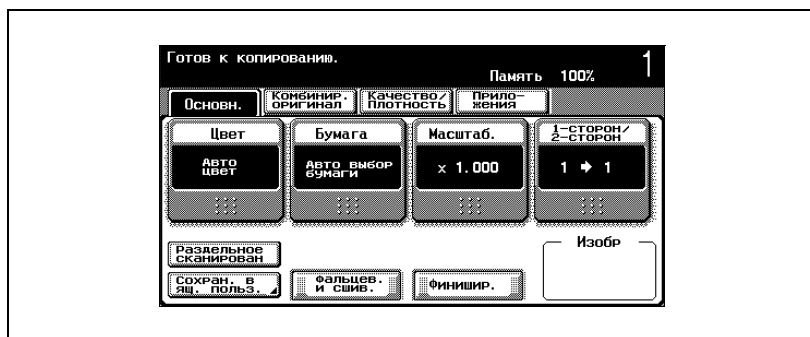 Готов к копированию.
1
Память 100%
Основн.
Комбинир.
оригинал
Качество/
Плотность
Прило-
жения
Цвет
Бумага
Масштаб.
1-СТОРОН/
2-СТОРОН
Авто
цвет
Авто выбор
бумаги
x 1.000
1 ➜ 1
Изобр
Раздельное
сканирован
Сохран. в
ящ. польз.
Фальцев.
и сшив.
Финишир.